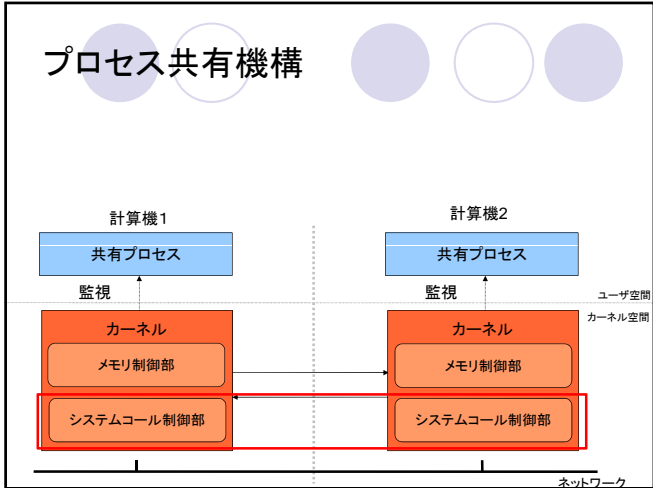 プロセス共有機構
計算機1
計算機2
共有プロセス
共有プロセス
監視
監視
ユーザ空間
カーネル空間
カーネル
カーネル
メモリ制御部
メモリ制御部
システムコール制御部
システムコール制御部
ネットワーク